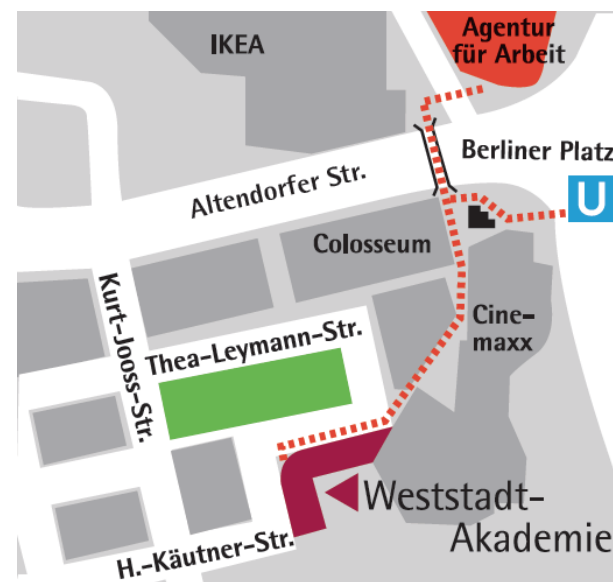 Agentur
für Arbeit
IKEA
Berliner Platz
Altendorfer Str.
U
Colosseum
Kurt-Jooss-Str.
Cine-
maxx
Thea-Leymann-Str.
Weststadt-
Akademie
H.-Käutner-Str.